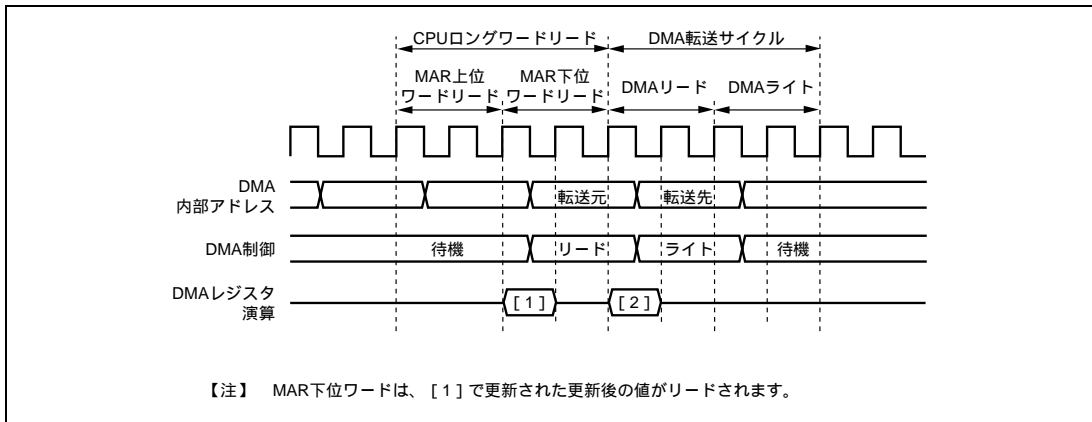 CPUロングワードリード DMA転送サイクル
MAR上位 MAR下位
ワードリード ワードリード DMAリード DMAライト
DMA
内部アドレス 転送元 転送先
DMA制御 待機 リード ライト 待機
DMAレジスタ
演算 [1] [2]
【注】 MAR下位ワードは、[1]で更新された更新後の値がリードされます。